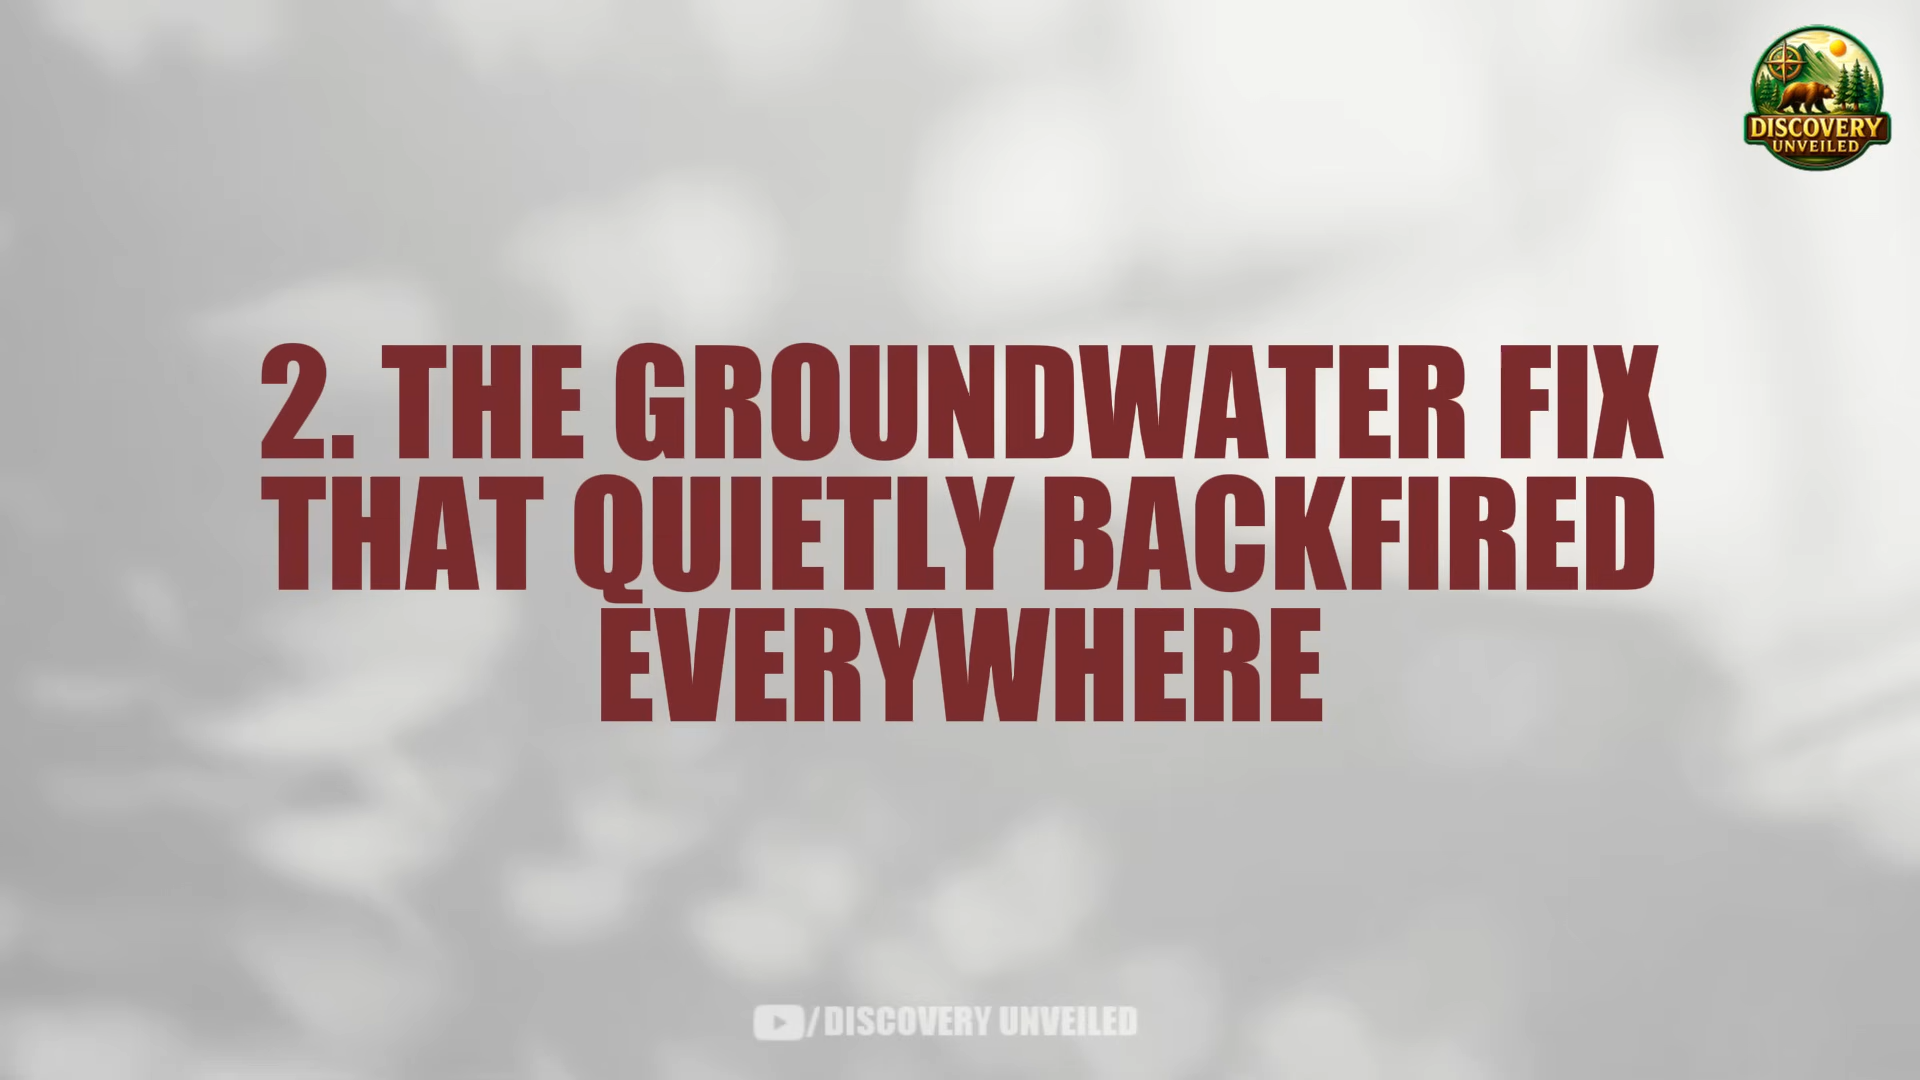 DISCOVERY
UNVEILED
2. THE GROUNDWATER FIX
THAT QUIETLY BACKFIRED
EVERYWHERE
/DISCOVERY UNVEILED